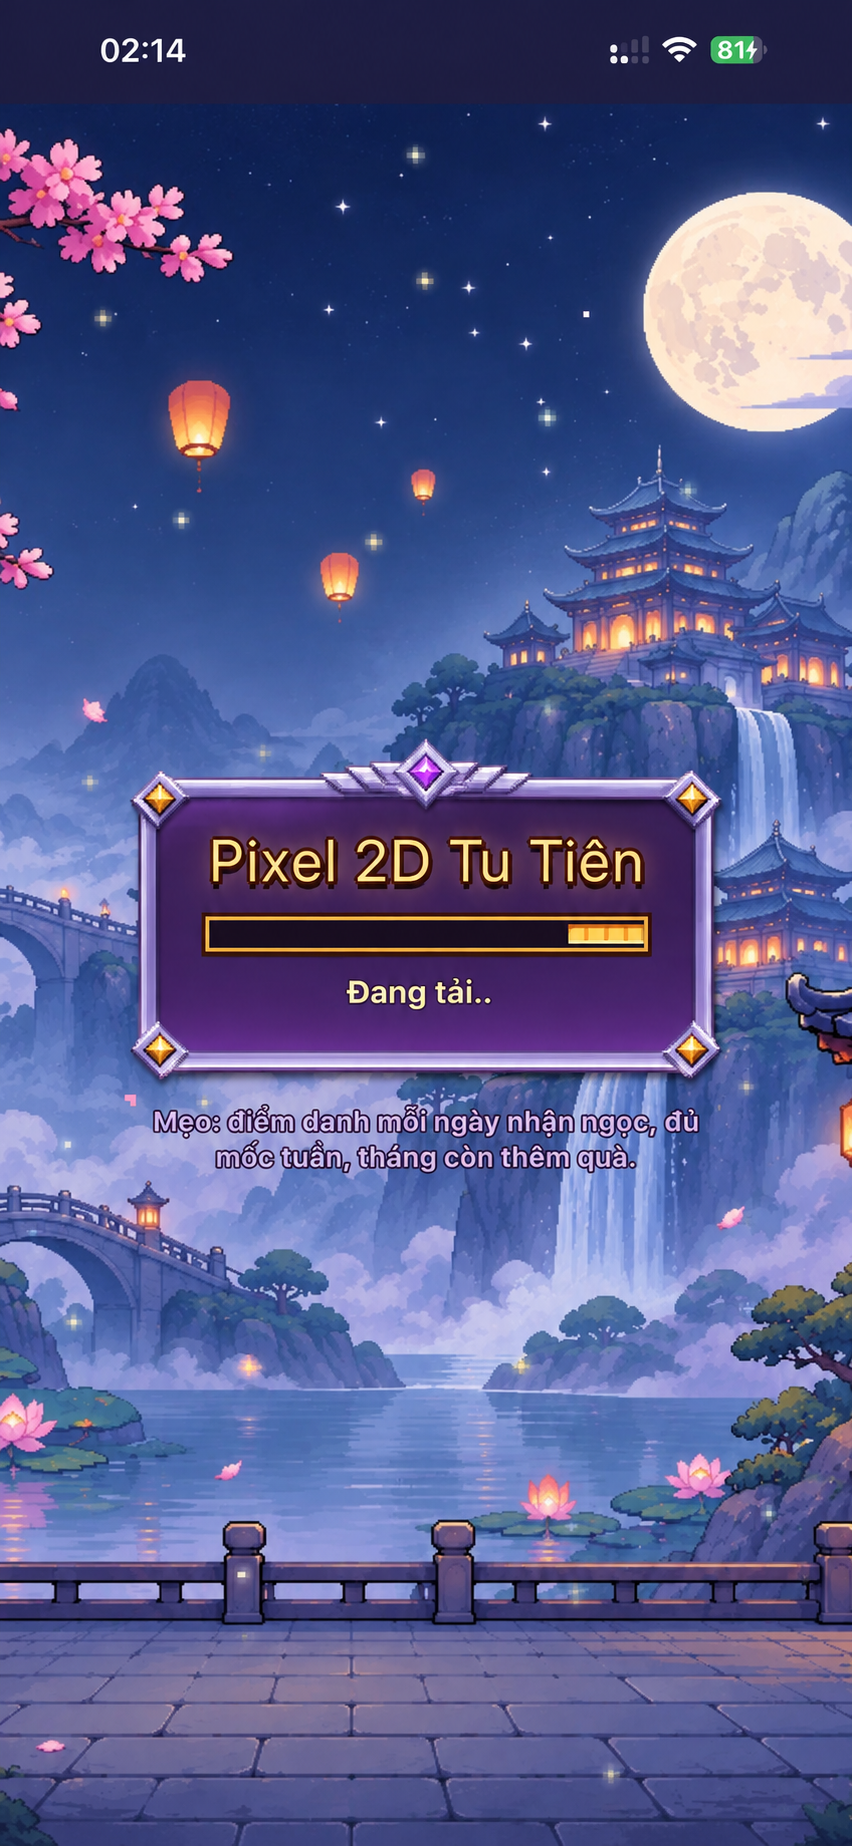 02:14
81
Pixel 2D Tu Tiên
Đang tải..
Mẹo: điểm danh mỗi ngày nhận ngọc, đủ
mốc tuần, tháng còn thêm quà.